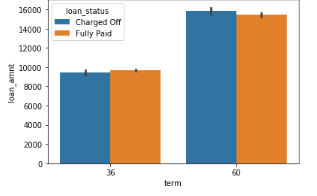 16000
14000
12000
10000
8000
6000
4000
2000
0
loan_amnt
loan_status
Charged Off
Fully Paid
36
60
term